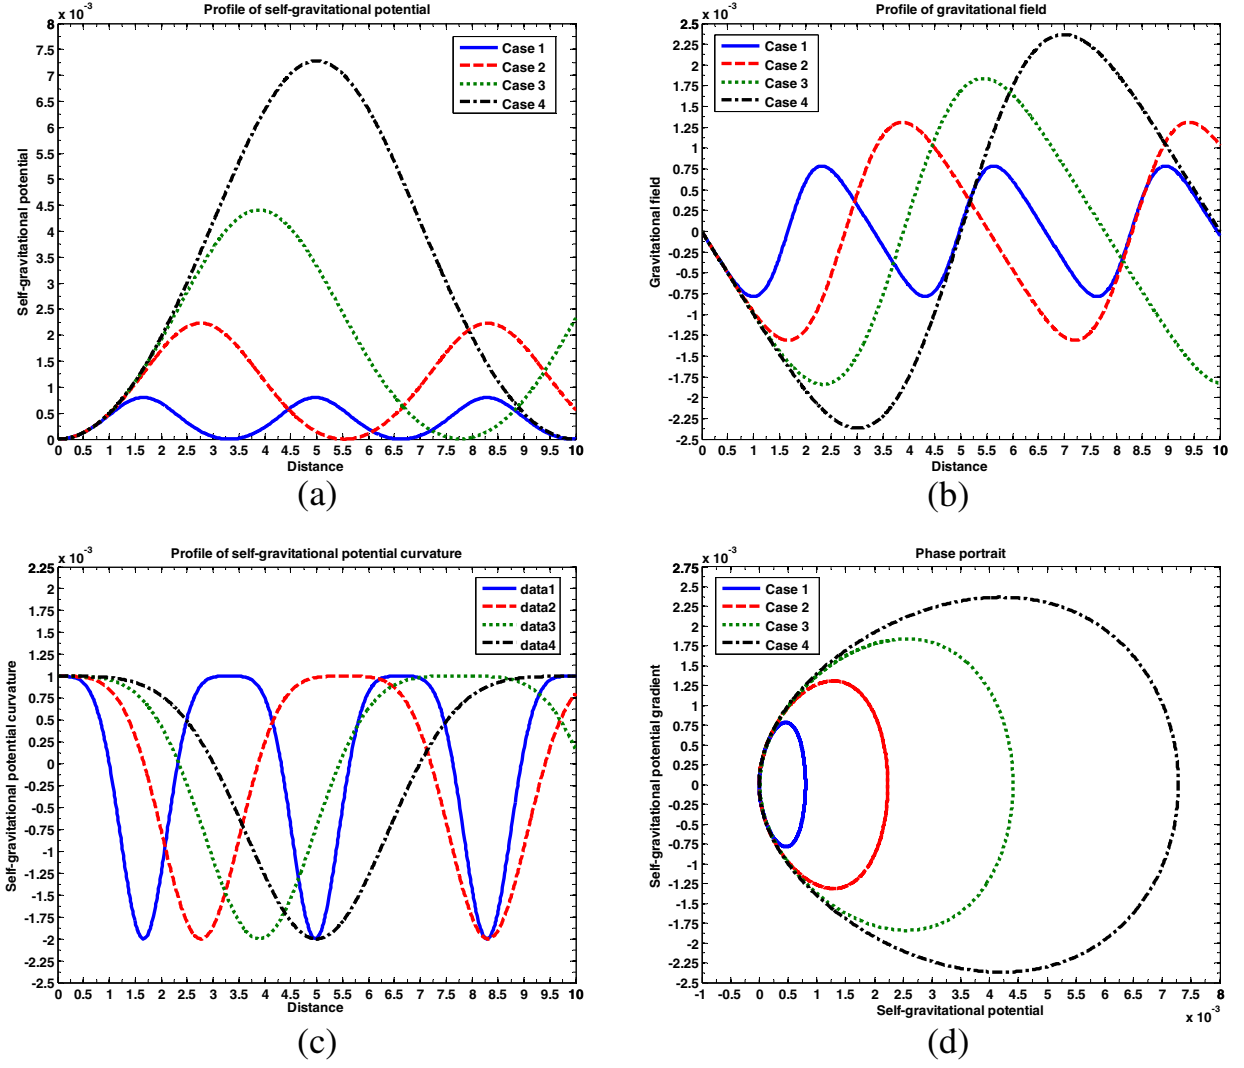 Profile of self-gravitational potential
x 10⁻³
8
7.5
7
6.5
6
5.5
5
4.5
4
3.5
3
2.5
2
1.5
1
0.5
0
Self-gravitational potential
Case 1
Case 2
Case 3
Case 4
0 0.5 1 1.5 2 2.5 3 3.5 4 4.5 5 5.5 6 6.5 7 7.5 8 8.5 9 9.5 10
Distance
(a)
Profile of gravitational field
x 10⁻³
2.5
2.25
2
1.75
1.5
1.25
1
0.75
0.5
0.25
0
-0.25
-0.5
-0.75
-1
-1.25
-1.5
-1.75
-2
-2.25
-2.5
Gravitational field
Case 1
Case 2
Case 3
Case 4
0 0.5 1 1.5 2 2.5 3 3.5 4 4.5 5 5.5 6 6.5 7 7.5 8 8.5 9 9.5 10
Distance
(b)
Profile of self-gravitational potential curvature
x 10⁻³
2.25
2
1.75
1.5
1.25
1
0.75
0.5
0.25
0
-0.25
-0.5
-0.75
-1
-1.25
-1.5
-1.75
-2
-2.25
-2.5
Self-gravitational potential curvature
data1
data2
data3
data4
0 0.5 1 1.5 2 2.5 3 3.5 4 4.5 5 5.5 6 6.5 7 7.5 8 8.5 9 9.5 10
Distance
(c)
Phase portrait
x 10⁻³
2.75
2.5
2.25
2
1.75
1.5
1.25
1
0.75
0.5
0.25
0
-0.25
-0.5
-0.75
-1
-1.25
-1.5
-1.75
-2
-2.25
-2.5
Self-gravitational potential gradient
Case 1
Case 2
Case 3
Case 4
-1 -0.5 0 0.5 1 1.5 2 2.5 3 3.5 4 4.5 5 5.5 6 6.5 7 7.5 8
Self-gravitational potential
x 10⁻³
(d)